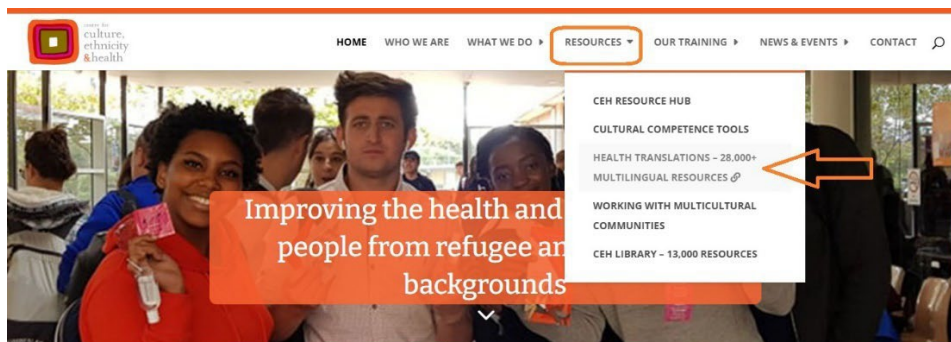 centre for
culture,
ethnicity
&health
HOME WHO WE ARE WHAT WE DO RESOURCES OUR TRAINING NEWS & EVENTS CONTACT
CEH RESOURCE HUB
CULTURAL COMPETENCE TOOLS
HEALTH TRANSLATIONS – 28,000+
MULTILINGUAL RESOURCES
WORKING WITH MULTICULTURAL
COMMUNITIES
CEH LIBRARY – 13,000 RESOURCES
Improving the health and
people from refugee an
backgrounds